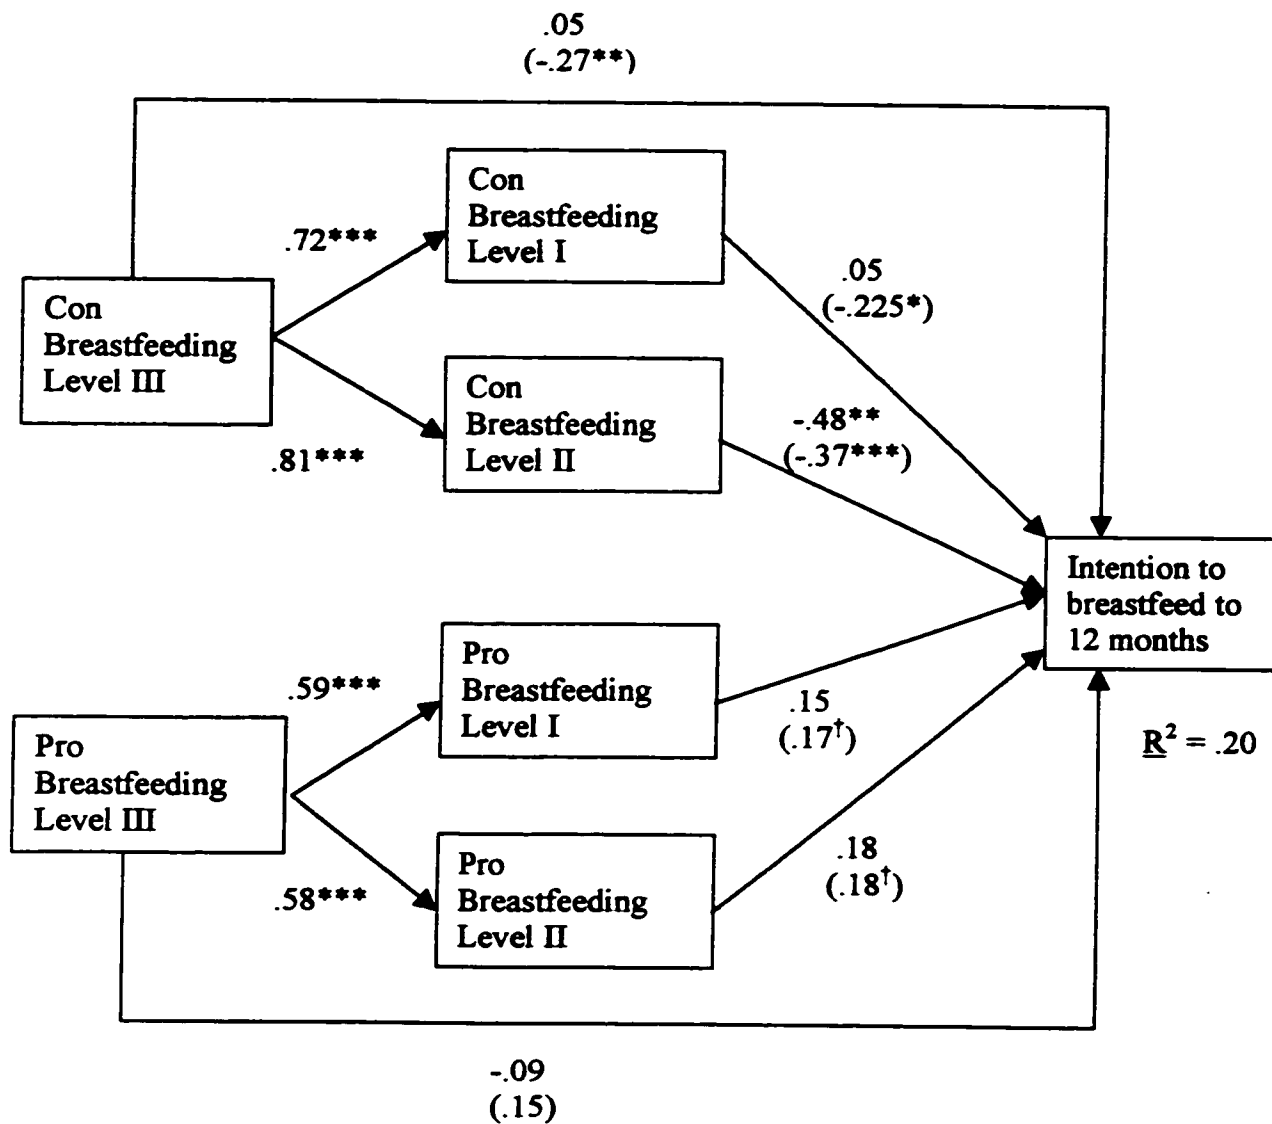 .05
(-.27**)
Con
Breastfeeding
Level I
.72***
.05
(-.225*)
Con
Breastfeeding
Level III
Con
Breastfeeding
Level II
-.48**
(-.37***)
.81***
Intention to
breastfeed to
12 months
Pro
Breastfeeding
Level I
.59***
.15
(.17†)
R² = .20
Pro
Breastfeeding
Level III
Pro
Breastfeeding
Level II
.18
(.18†)
.58***
-.09
(.15)